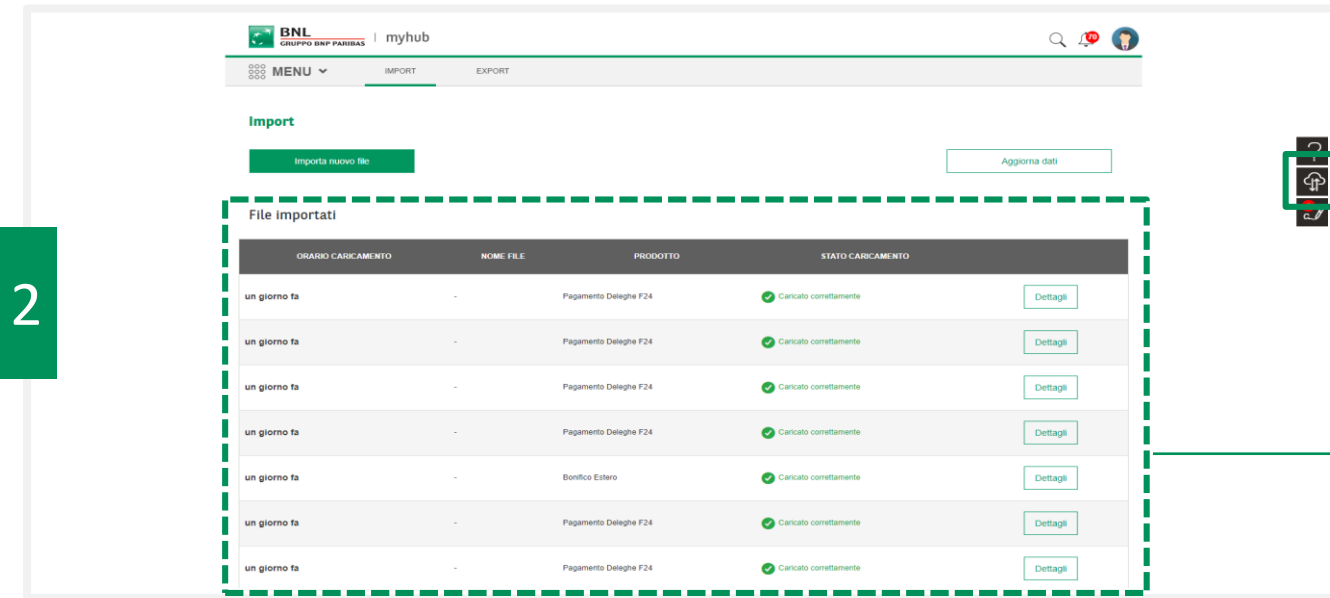 BNL
GRUPPO BNP PARIBAS
myhub
70
MENU IMPORT EXPORT
Import
Importa nuovo file Aggiorna dati
?
File importati
ORARIO CARICAMENTO NOME FILE PRODOTTO STATO CARICAMENTO
2
un giorno fa - Pagamento Deleghe F24 Caricato correttamente Dettagli
un giorno fa - Pagamento Deleghe F24 Caricato correttamente Dettagli
un giorno fa - Pagamento Deleghe F24 Caricato correttamente Dettagli
un giorno fa - Pagamento Deleghe F24 Caricato correttamente Dettagli
un giorno fa - Bonifico Estero Caricato correttamente Dettagli
un giorno fa - Pagamento Deleghe F24 Caricato correttamente Dettagli
un giorno fa - Pagamento Deleghe F24 Caricato correttamente Dettagli